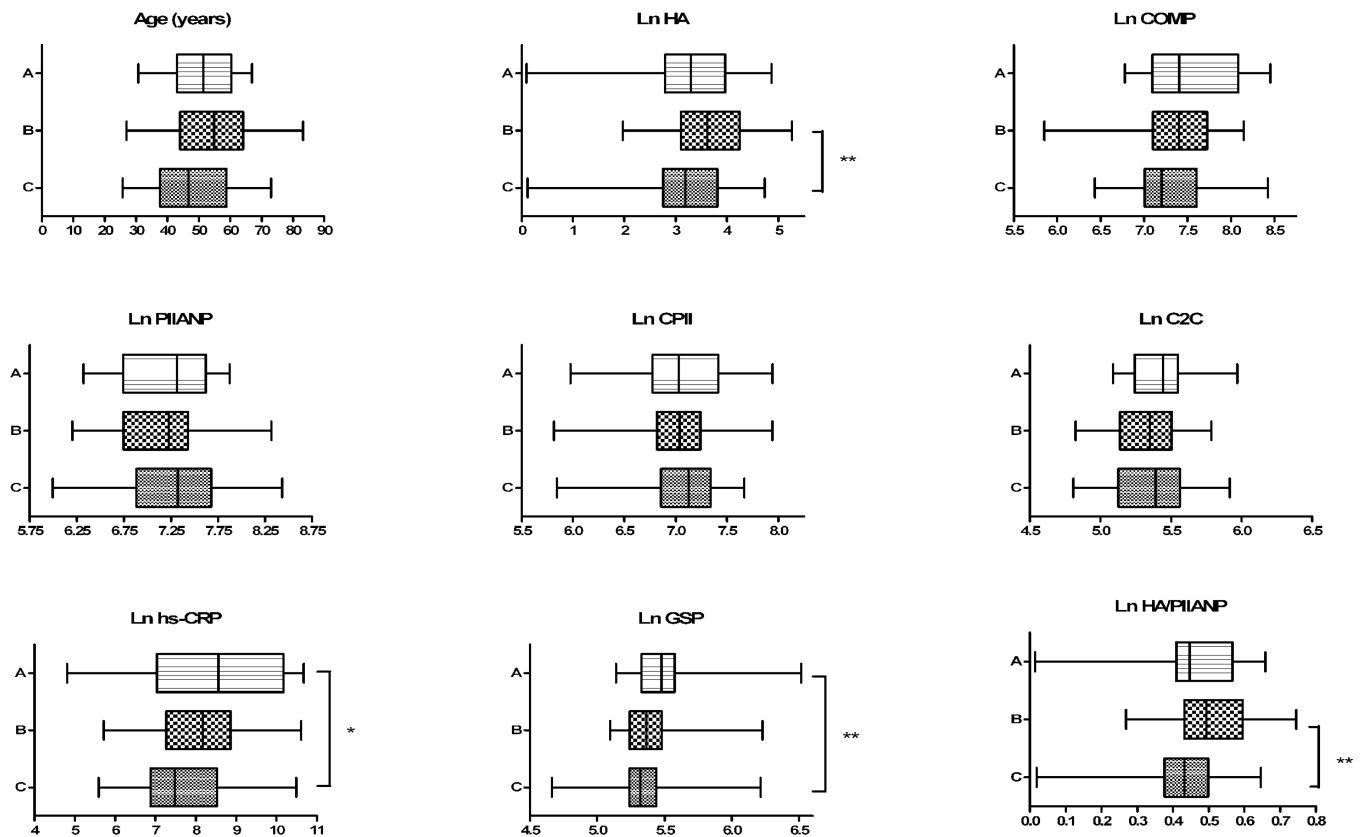 Age (years)
A
B
C
0 10 20 30 40 50 60 70 80 90
Ln HA
A
B
C
**
0 1 2 3 4 5
Ln COMP
A
B
C
5.5 6.0 6.5 7.0 7.5 8.0 8.5
Ln PIIANP
A
B
C
5.75 6.25 6.75 7.25 7.75 8.25 8.75
Ln CPII
A
B
C
5.5 6.0 6.5 7.0 7.5 8.0
Ln C2C
A
B
C
4.5 5.0 5.5 6.0 6.5
Ln hs-CRP
A
B
C
*
4 5 6 7 8 9 10 11
Ln GSP
A
B
C
**
4.5 5.0 5.5 6.0 6.5
Ln HA/PIIANP
A
B
C
**
0.0 0.1 0.2 0.3 0.4 0.5 0.6 0.7 0.8